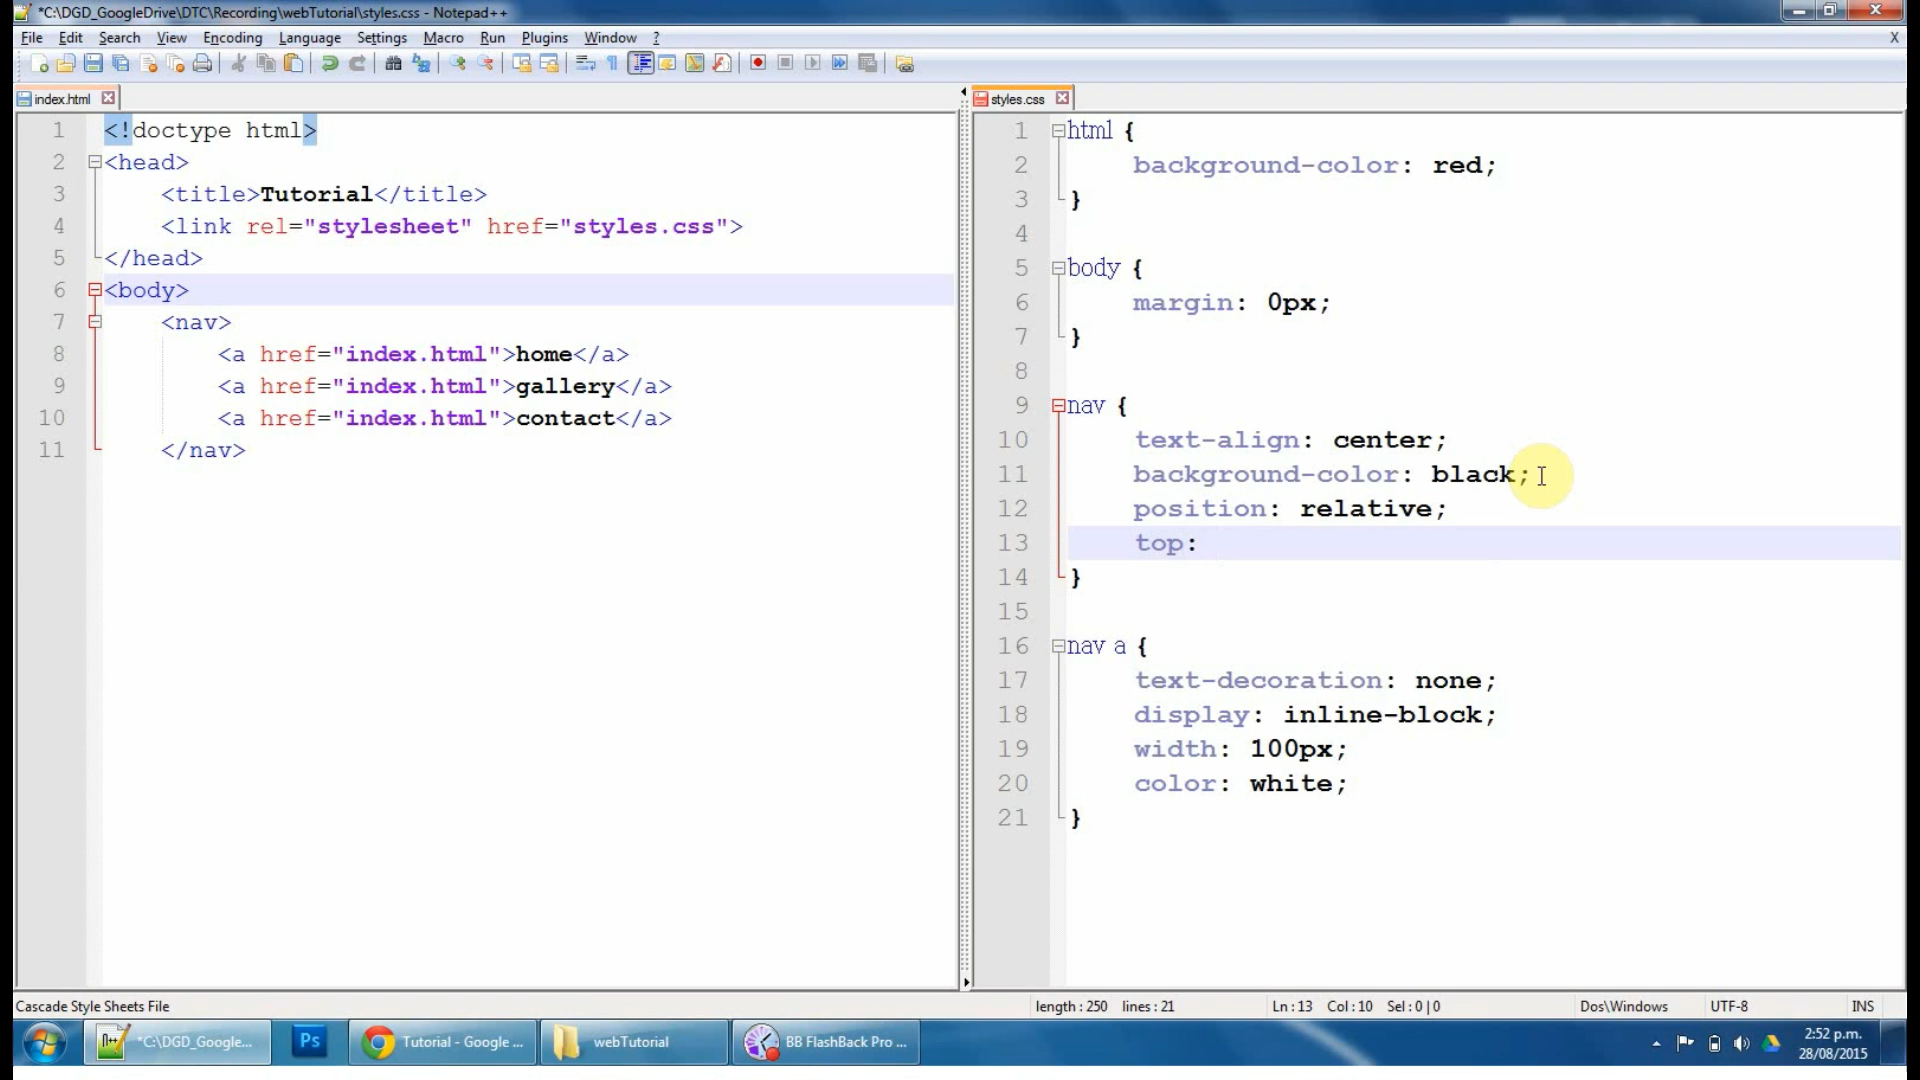 *C:\DGD_GoogleDrive\DTC\Recording\webTutorial\styles.css - Notepad++
File Edit Search View Encoding Language Settings Macro Run Plugins Window ? X
index.html
1 <!doctype html>
2 <head>
3 <title>Tutorial</title>
4 <link rel="stylesheet" href="styles.css">
5 </head>
6 <body>
7 <nav>
8 <a href="index.html">home</a>
9 <a href="index.html">gallery</a>
10 <a href="index.html">contact</a>
11 </nav>
styles.css
1 html {
2 background-color: red;
3 }
4
5 body {
6 margin: 0px;
7 }
8
9 nav {
10 text-align: center;
11 background-color: black;
12 position: relative;
13 top:
14 }
15
16 nav a {
17 text-decoration: none;
18 display: inline-block;
19 width: 100px;
20 color: white;
21 }
Cascade Style Sheets File length : 250 lines : 21 Ln : 13 Col : 10 Sel : 0 | 0 Dos\Windows UTF-8 INS
*C:\DGD_Google... Ps Tutorial - Google ... webTutorial BB FlashBack Pro ... 2:52 p.m.
28/08/2015